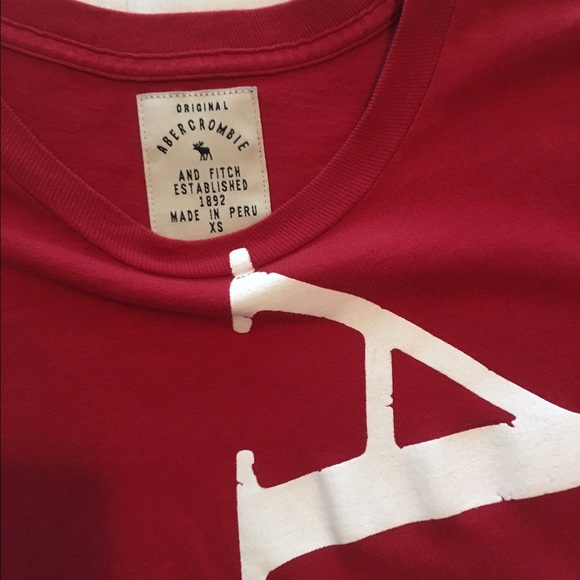 ORIGINAL
ABERCROMBIE
AND FITCH
ESTABLISHED
1892
MADE IN PERU
XS
A